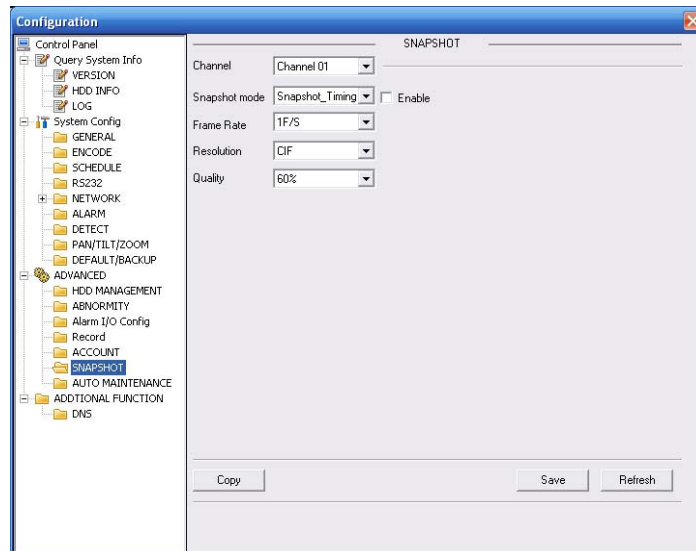 Configuration
Control Panel
Query System Info
VERSION
HDD INFO
LOG
System Config
GENERAL
ENCODE
SCHEDULE
RS232
NETWORK
ALARM
DETECT
PAN/TILT/ZOOM
DEFAULT/BACKUP
ADVANCED
HDD MANAGEMENT
ABNORMITY
Alarm I/O Config
Record
ACCOUNT
SNAPSHOT
AUTO MAINTENANCE
ADDTIONAL FUNCTION
DNS
SNAPSHOT
Channel Channel 01
Snapshot mode Snapshot_Timing Enable
Frame Rate 1F/S
Resolution CIF
Quality 60%
Copy Save Refresh